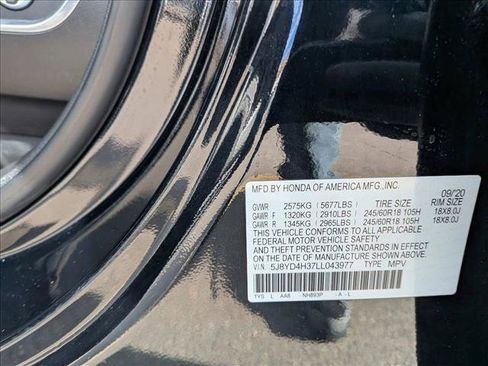 MFD.BY HONDA OF AMERICA MFG.,INC. 09/20
GVWR 2575KG (5677LBS) TIRE SIZE RIM SIZE
GAWR F 1320KG (2910LBS) 245/60R18 105H 18X8.0J
GAWR R 1345KG (2965LBS) 245/60R18 105H 18X8.0J
THIS VEHICLE CONFORMS TO ALL APPLICABLE
FEDERAL MOTOR VEHICLE SAFETY
AND THEFT PREVENTION STANDARDS IN EFFECT
ON THE DATE OF MANUFACTURE SHOWN ABOVE.
V.I.N. 5J8YD4H37LL043977 TYPE MPV
TYS L AA8 -NH893P -A -L